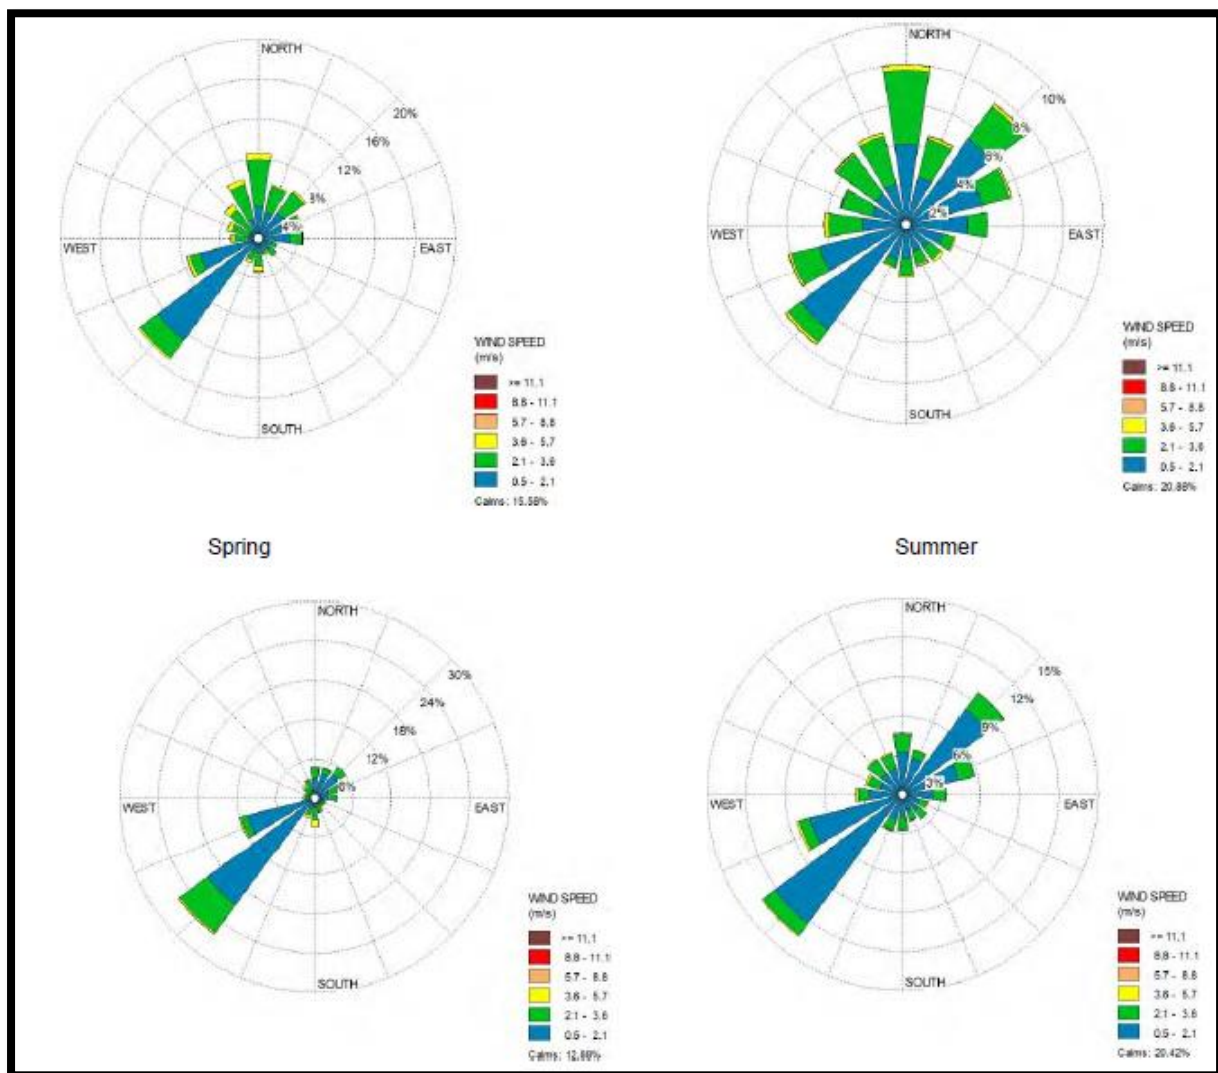 NORTH
20%
16%
12%
8%
4%
WEST
EAST
SOUTH
WIND SPEED
(m/s)
>= 11.1
8.8 - 11.1
5.7 - 8.8
3.6 - 5.7
2.1 - 3.6
0.5 - 2.1
Calms: 15.58%
NORTH
10%
8%
6%
4%
2%
WEST
EAST
SOUTH
WIND SPEED
(m/s)
>= 11.1
8.8 - 11.1
5.7 - 8.8
3.6 - 5.7
2.1 - 3.6
0.5 - 2.1
Calms:
Spring
Summer
NORTH
30%
24%
18%
12%
6%
WEST
EAST
SOUTH
WIND SPEED
(m/s)
>= 11.1
8.8 - 11.1
5.7 - 8.8
3.6 - 5.7
2.1 - 3.6
0.5 - 2.1
Calms:
NORTH
15%
12%
9%
6%
3%
WEST
EAST
SOUTH
WIND SPEED
(m/s)
>= 11.1
8.8 - 11.1
5.7 - 8.8
3.6 - 5.7
2.1 - 3.6
0.5 - 2.1
Calms: 20.42%